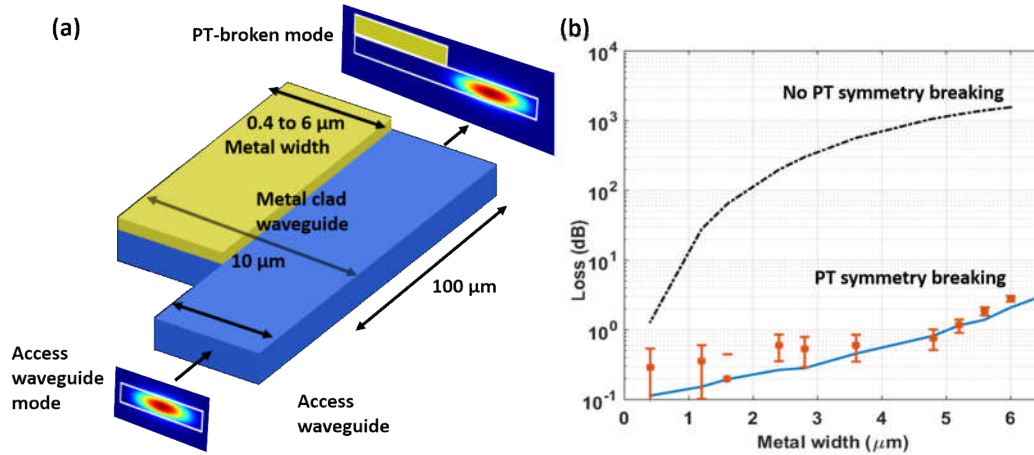 (a)
PT-broken mode
0.4 to 6 µm
Metal width
Metal clad
waveguide
10 µm
100 µm
Access
waveguide
mode
Access
waveguide
(b)
10^4
10^3
10^2
10^1
10^0
10^-1
Loss (dB)
No PT symmetry breaking
PT symmetry breaking
0 1 2 3 4 5 6
Metal width (µm)